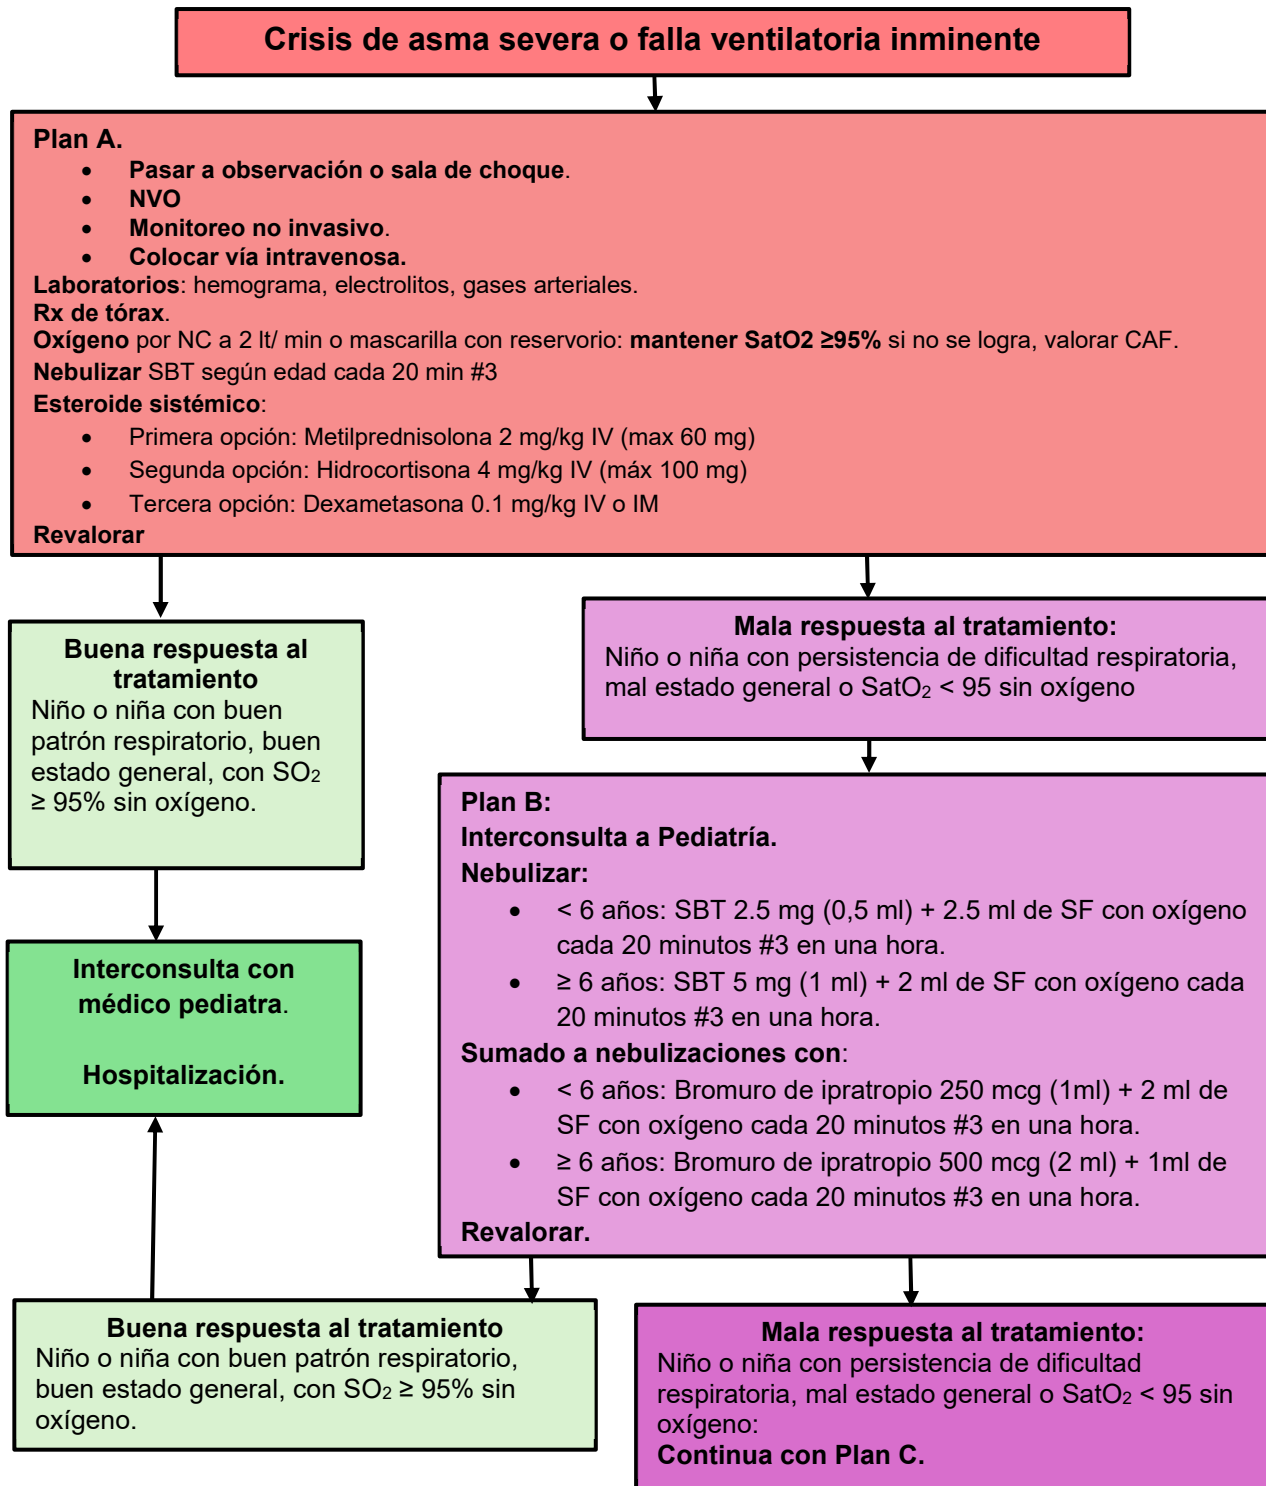 Crisis de asma severa o falla ventilatoria inminente
Plan A.
• Pasar a observación o sala de choque.
• NVO
• Monitoreo no invasivo.
• Colocar vía intravenosa.
Laboratorios: hemograma, electrolitos, gases arteriales.
Rx de tórax.
Oxígeno por NC a 2 lt/ min o mascarilla con reservorio: mantener SatO2 ≥95% si no se logra, valorar CAF.
Nebulizar SBT según edad cada 20 min #3
Esteroide sistémico:
• Primera opción: Metilprednisolona 2 mg/kg IV (max 60 mg)
• Segunda opción: Hidrocortisona 4 mg/kg IV (máx 100 mg)
• Tercera opción: Dexametasona 0.1 mg/kg IV o IM
Revalorar
Buena respuesta al
tratamiento
Niño o niña con buen
patrón respiratorio, buen
estado general, con SO₂
≥ 95% sin oxígeno.
Interconsulta con
médico pediatra.
Hospitalización.
Mala respuesta al tratamiento:
Niño o niña con persistencia de dificultad respiratoria,
mal estado general o SatO₂ < 95 sin oxígeno
Plan B:
Interconsulta a Pediatría.
Nebulizar:
• < 6 años: SBT 2.5 mg (0,5 ml) + 2.5 ml de SF con oxígeno
cada 20 minutos #3 en una hora.
• ≥ 6 años: SBT 5 mg (1 ml) + 2 ml de SF con oxígeno cada
20 minutos #3 en una hora.
Sumado a nebulizaciones con:
• < 6 años: Bromuro de ipratropio 250 mcg (1ml) + 2 ml de
SF con oxígeno cada 20 minutos #3 en una hora.
• ≥ 6 años: Bromuro de ipratropio 500 mcg (2 ml) + 1ml de
SF con oxígeno cada 20 minutos #3 en una hora.
Revalorar.
Buena respuesta al tratamiento
Niño o niña con buen patrón respiratorio,
buen estado general, con SO₂ ≥ 95% sin
oxígeno.
Mala respuesta al tratamiento:
Niño o niña con persistencia de dificultad
respiratoria, mal estado general o SatO₂ < 95 sin
oxígeno:
Continua con Plan C.